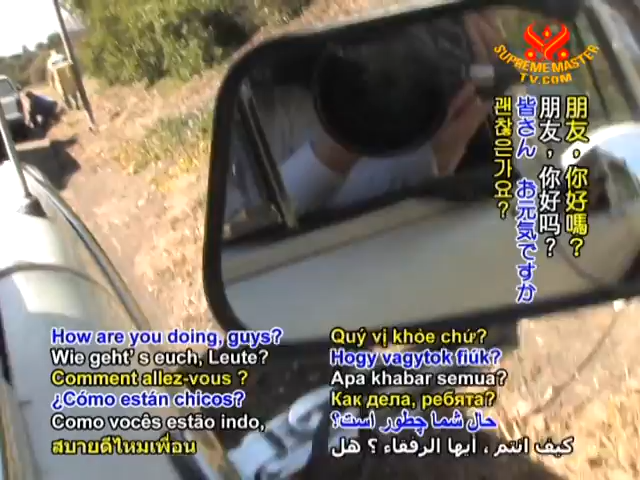 SUPREME MASTER
TV.COM
朋友，你好嗎？
朋友，你好吗？
皆さん お元気ですか
괜찮은가요?
How are you doing, guys?
Wie geht’s euch, Leute?
Comment allez-vous ?
¿Cómo están chicos?
Como vocês estão indo,
สบายดีไหมเพื่อน
Quý vị khỏe chứ?
Hogy vagytok fiúk?
Apa khabar semua?
Как дела, ребята?
حال شما چطور است؟
كيف انتم ، أيها الرفقاء ؟ هل